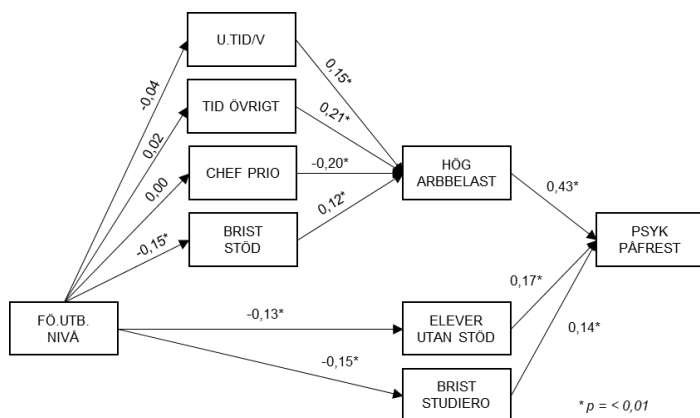 U.TID/V
-0,04
0,15*
TID ÖVRIGT
0,02
0,21*
CHEF PRIO
0,00
-0,20*
HÖG
ARBBELAST
BRIST
STÖD
-0,15*
0,12*
0,43*
PSYK
PÅFREST
FÖ.UTB.
NIVÅ
-0,13*
ELEVER
UTAN STÖD
0,17*
-0,15*
BRIST
STUDIERO
0,14*
* p = < 0,01